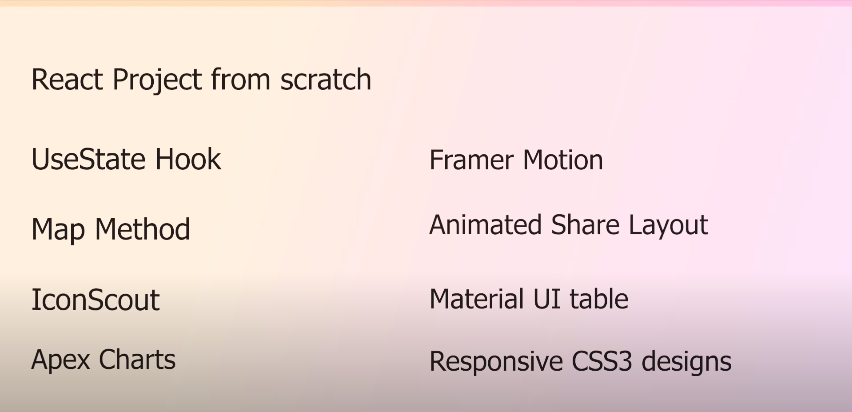 React Project from scratch
UseState Hook
Map Method
IconScout
Apex Charts
Framer Motion
Animated Share Layout
Material UI table
Responsive CSS3 designs